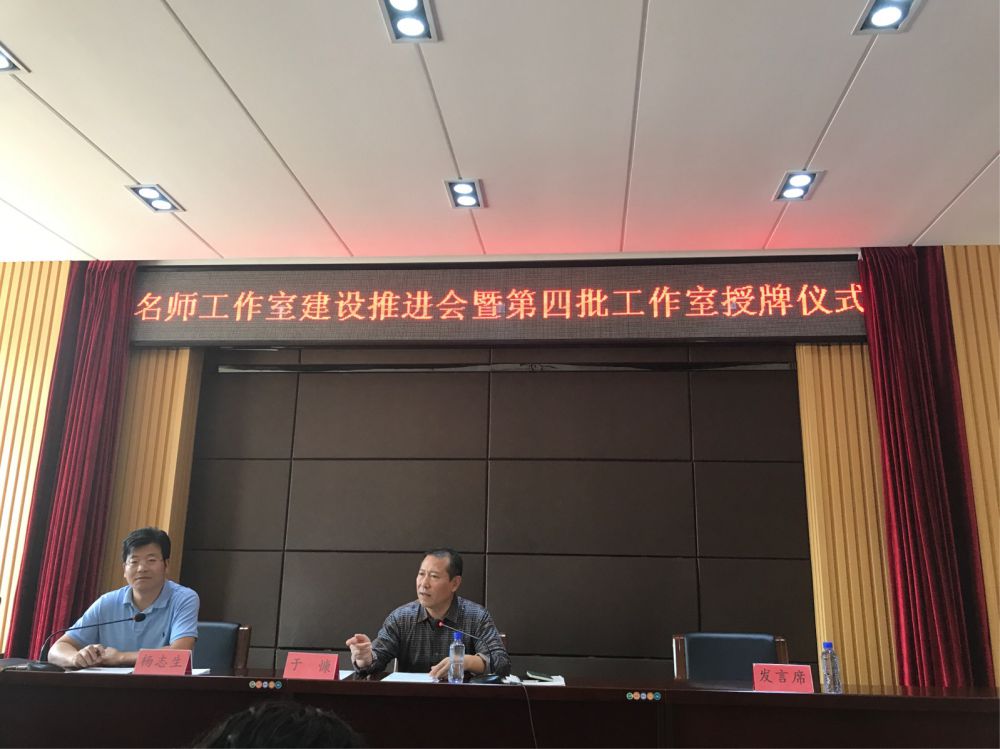 名师工作室建设推进会暨第四批工作室授牌仪式
杨志生
于慷
发言席